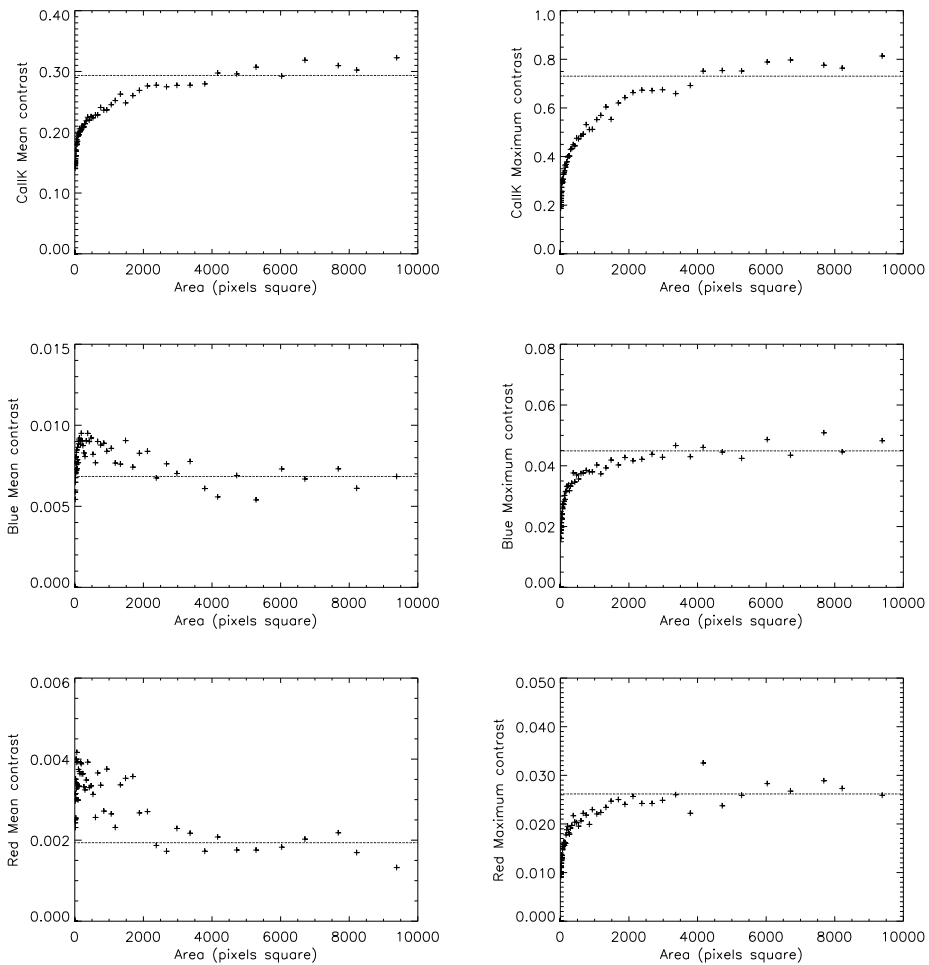 0.40
0.30
0.20
0.10
0.00
CaIIK Mean contrast
0 2000 4000 6000 8000 10000
Area (pixels square)
1.0
0.8
0.6
0.4
0.2
0.0
CaIIK Maximum contrast
0 2000 4000 6000 8000 10000
Area (pixels square)
0.015
0.010
0.005
0.000
Blue Mean contrast
0 2000 4000 6000 8000 10000
Area (pixels square)
0.08
0.06
0.04
0.02
0.00
Blue Maximum contrast
0 2000 4000 6000 8000 10000
Area (pixels square)
0.006
0.004
0.002
0.000
Red Mean contrast
0 2000 4000 6000 8000 10000
Area (pixels square)
0.050
0.040
0.030
0.020
0.010
0.000
Red Maximum contrast
0 2000 4000 6000 8000 10000
Area (pixels square)